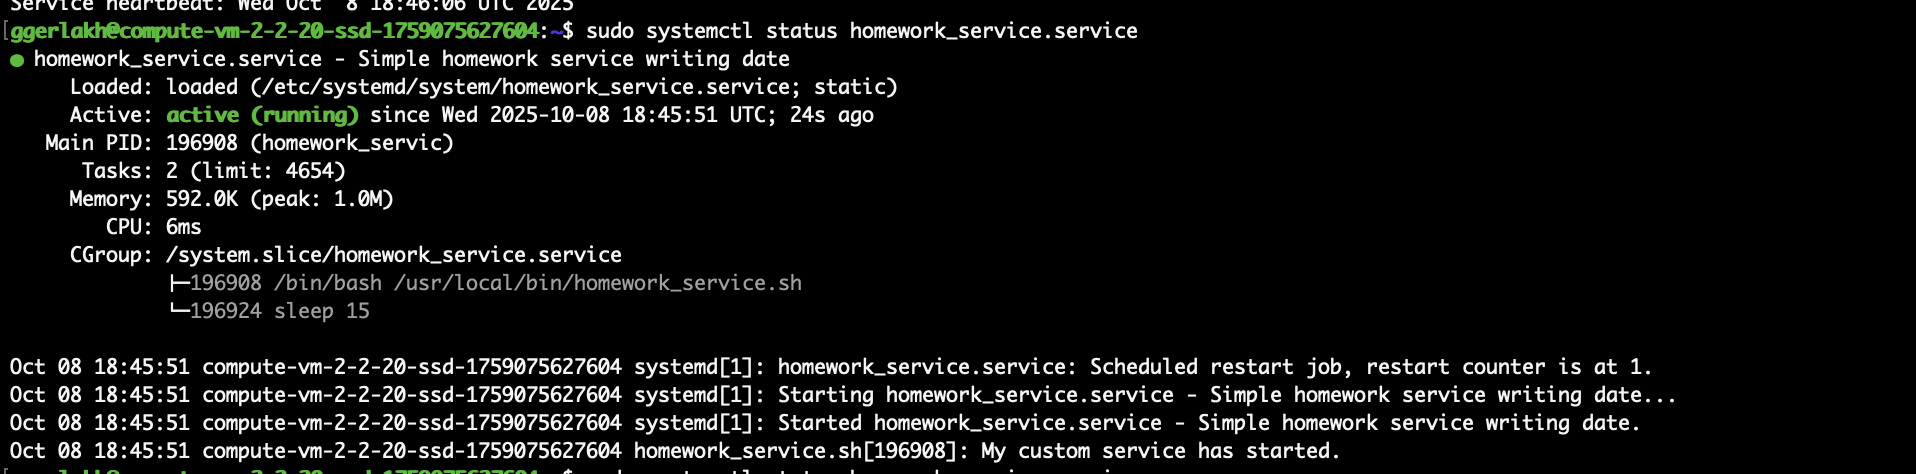 Service heartbeat: Wed Oct  8 18:46:06 UTC 2025
[ggerlakh@compute-vm-2-2-20-ssd-1759075627604:~$ sudo systemctl status homework_service.service
● homework_service.service - Simple homework service writing date
Loaded: loaded (/etc/systemd/system/homework_service.service; static)
Active: active (running) since Wed 2025-10-08 18:45:51 UTC; 24s ago
Main PID: 196908 (homework_servic)
Tasks: 2 (limit: 4654)
Memory: 592.0K (peak: 1.0M)
CPU: 6ms
CGroup: /system.slice/homework_service.service
├─196908 /bin/bash /usr/local/bin/homework_service.sh
└─196924 sleep 15
Oct 08 18:45:51 compute-vm-2-2-20-ssd-1759075627604 systemd[1]: homework_service.service: Scheduled restart job, restart counter is at 1.
Oct 08 18:45:51 compute-vm-2-2-20-ssd-1759075627604 systemd[1]: Starting homework_service.service - Simple homework service writing date...
Oct 08 18:45:51 compute-vm-2-2-20-ssd-1759075627604 systemd[1]: Started homework_service.service - Simple homework service writing date.
Oct 08 18:45:51 compute-vm-2-2-20-ssd-1759075627604 homework_service.sh[196908]: My custom service has started.